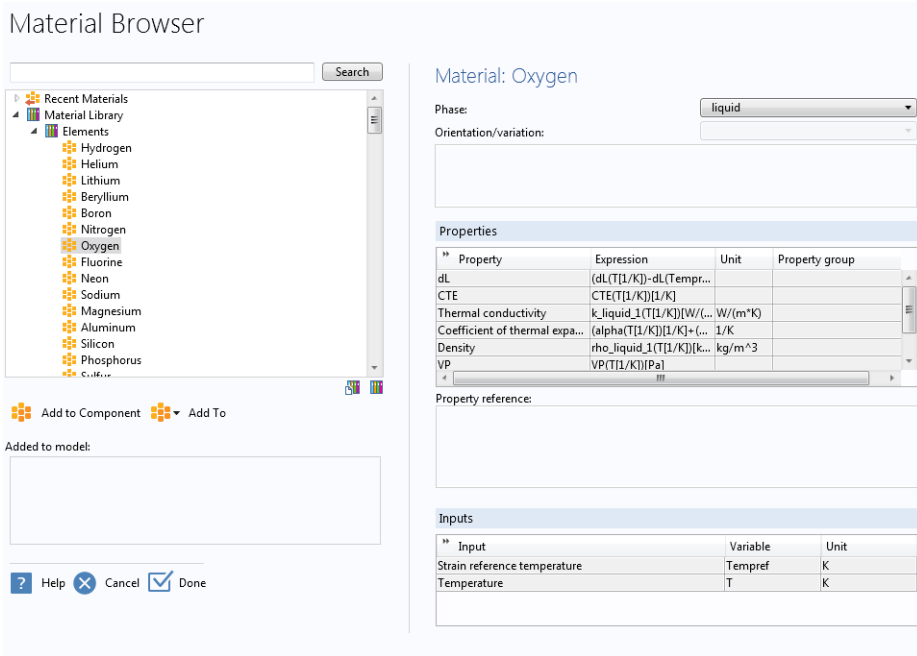 Material Browser
Search
Recent Materials
Material Library
Elements
Hydrogen
Helium
Lithium
Beryllium
Boron
Nitrogen
Oxygen
Fluorine
Neon
Sodium
Magnesium
Aluminum
Silicon
Phosphorus
Sulfur
Add to Component Add To
Added to model:
? Help Cancel Done
Material: Oxygen
Phase: liquid
Orientation/variation:
Properties
" Property Expression Unit Property group
dL (dL(T[1/K])-dL(Tempr...
CTE CTE(T[1/K])[1/K]
Thermal conductivity k_liquid_1(T[1/K])[W/(... W/(m*K)
Coefficient of thermal expa... (alpha(T[1/K])[1/K]+(... 1/K
Density rho_liquid_1(T[1/K])[k... kg/m^3
VP VP(T[1/K])[Pa]
Property reference:
Inputs
" Input Variable Unit
Strain reference temperature Tempref K
Temperature T K